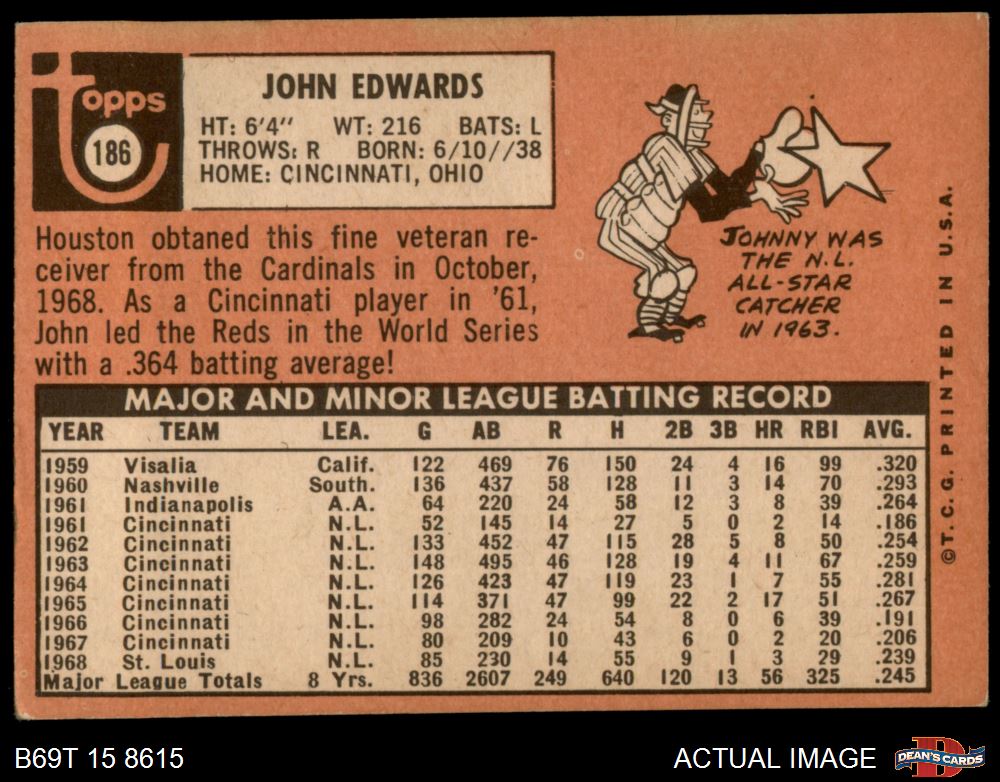 topps
186
JOHN EDWARDS
HT: 6'4" WT: 216 BATS: L
THROWS: R BORN: 6/10//38
HOME: CINCINNATI, OHIO
Houston obtaned this fine veteran re-
ceiver from the Cardinals in October,
1968. As a Cincinnati player in '61,
John led the Reds in the World Series
with a .364 batting average!
JOHNNY WAS
THE N.L.
ALL-STAR
CATCHER
IN 1963.
MAJOR AND MINOR LEAGUE BATTING RECORD
YEAR TEAM LEA. G AB R H 2B 3B HR RBI AVG.
1959 Visalia Calif. 122 469 76 150 24 4 16 99 .320
1960 Nashville South. 136 437 58 128 11 3 14 70 .293
1961 Indianapolis A.A. 64 220 24 58 12 3 8 39 .264
1961 Cincinnati N.L. 52 145 14 27 5 0 2 14 .186
1962 Cincinnati N.L. 133 452 47 115 28 5 8 50 .254
1963 Cincinnati N.L. 148 495 46 128 19 4 11 67 .259
1964 Cincinnati N.L. 126 423 47 119 23 1 7 55 .281
1965 Cincinnati N.L. 114 371 47 99 22 2 17 51 .267
1966 Cincinnati N.L. 98 282 24 54 8 0 6 39 .191
1967 Cincinnati N.L. 80 209 10 43 6 0 2 20 .206
1968 St. Louis N.L. 85 230 14 55 9 1 3 29 .239
Major League Totals 8 Yrs. 836 2607 249 640 120 13 56 325 .245
©T.C.G. PRINTED IN U.S.A.
B69T 15 8615
ACTUAL IMAGE
D
DEAN'S CARDS